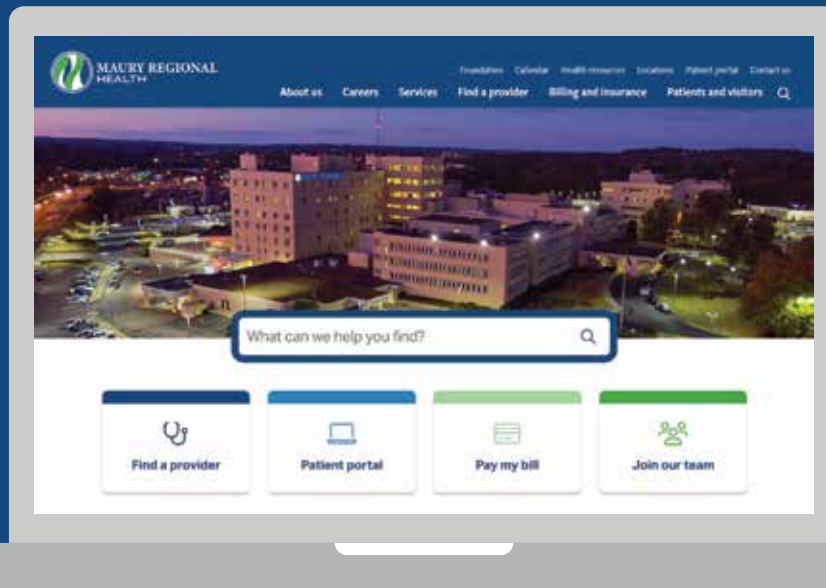 MAURY REGIONAL
HEALTH
Foundation Calendar Health resources Locations Patient portal Contact us
About us Careers Services Find a provider Billing and insurance Patients and visitors
What can we help you find?
Find a provider
Patient portal
Pay my bill
Join our team